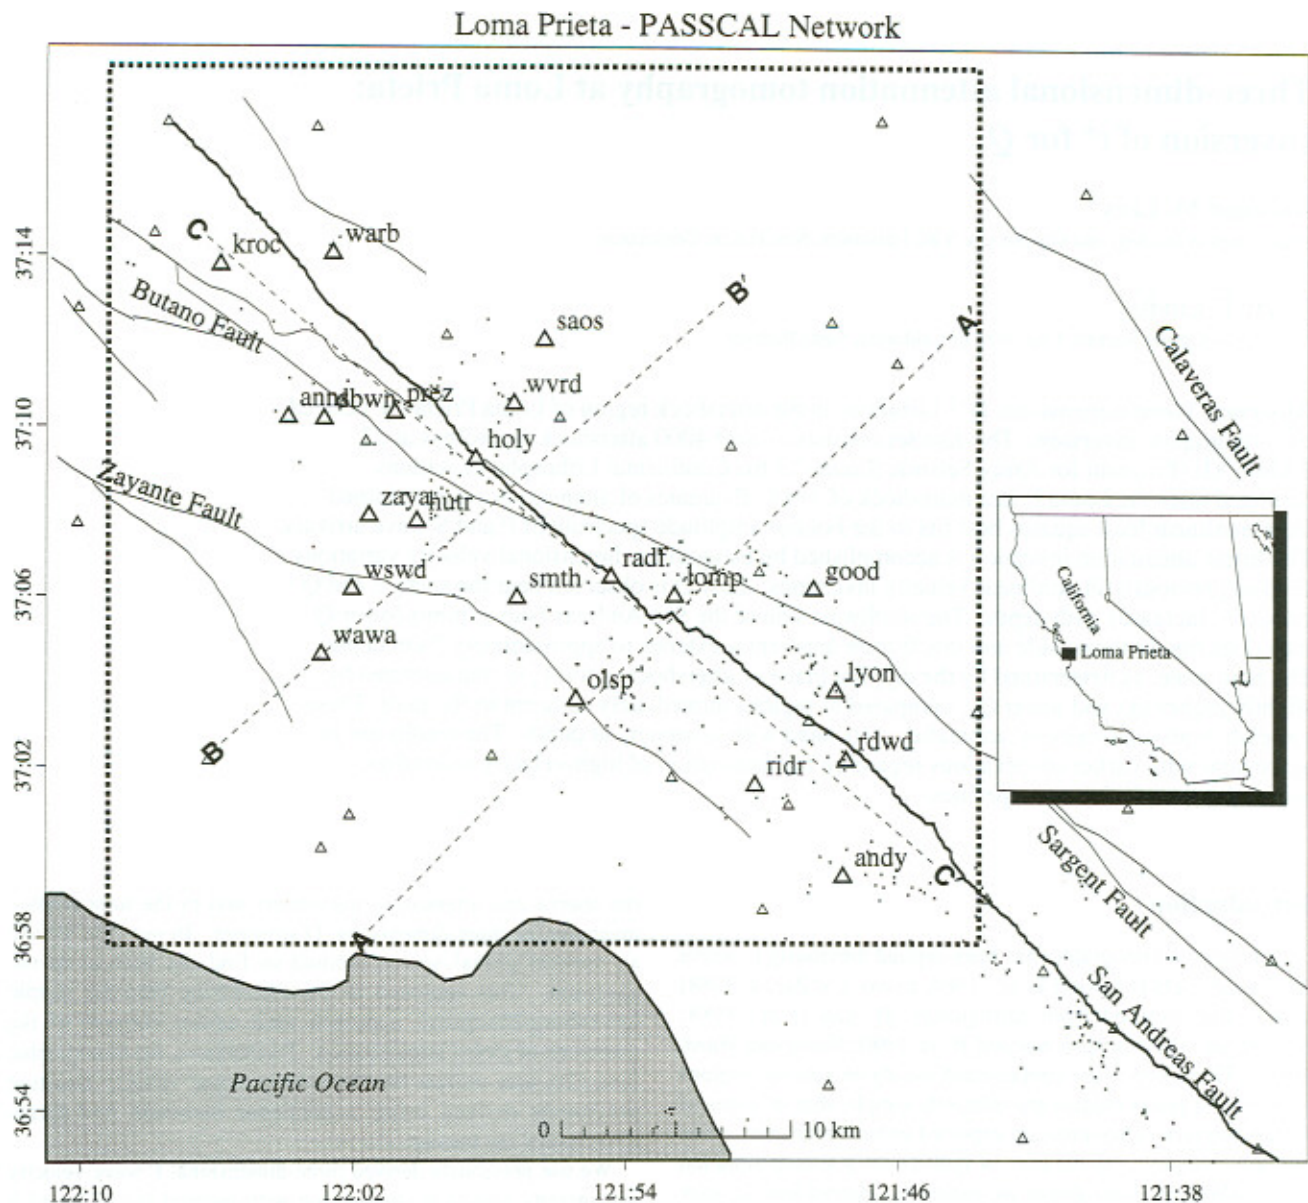 Loma Prieta - PASSCAL Network
C
kroc
warb
37:14
Butano Fault
B'
saos
A'
Calaveras Fault
annd
bwn
prez
wvrd
37:10
holy
Zayante Fault
zaya
hutr
California
Loma Prieta
wswd
smth
radf.
lomp
good
37:06
wawa
olsp
lyon
B
rdwd
37:02
ridr
andy
C'
Sargent Fault
A
36:58
San Andreas Fault
Pacific Ocean
36:54
0
10 km
122:10
122:02
121:54
121:46
121:38